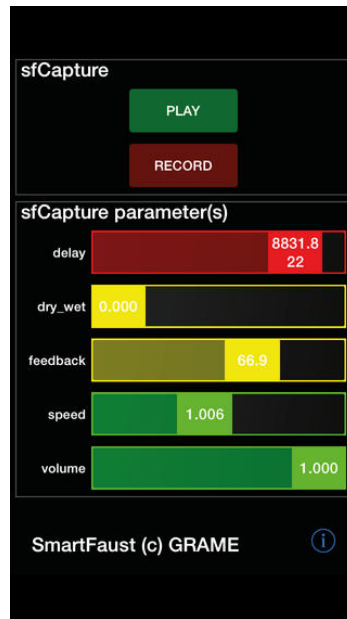 sfCapture
PLAY
RECORD
sfCapture parameter(s)
delay
8831.8
22
dry_wet
0.000
feedback
66.9
speed
1.006
volume
1.000
SmartFaust (c) GRAME
i